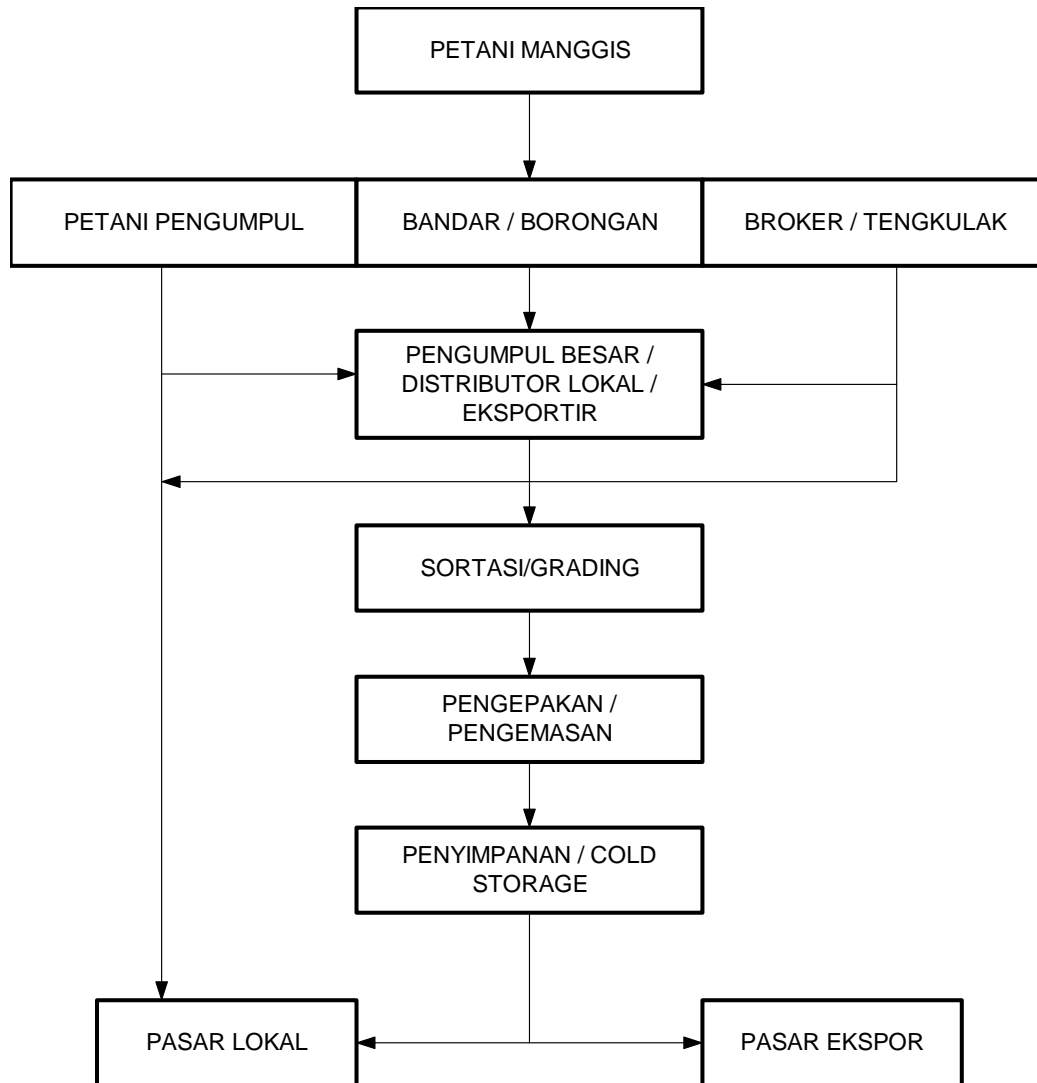 PETANI MANGGIS
PETANI PENGUMPUL
BANDAR / BORONGAN
BROKER / TENGKULAK
PENGUMPUL BESAR /
DISTRIBUTOR LOKAL /
EKSPORTIR
SORTASI/GRADING
PENGEPAKAN /
PENGEMASAN
PENYIMPANAN / COLD
STORAGE
PASAR LOKAL
PASAR EKSPOR